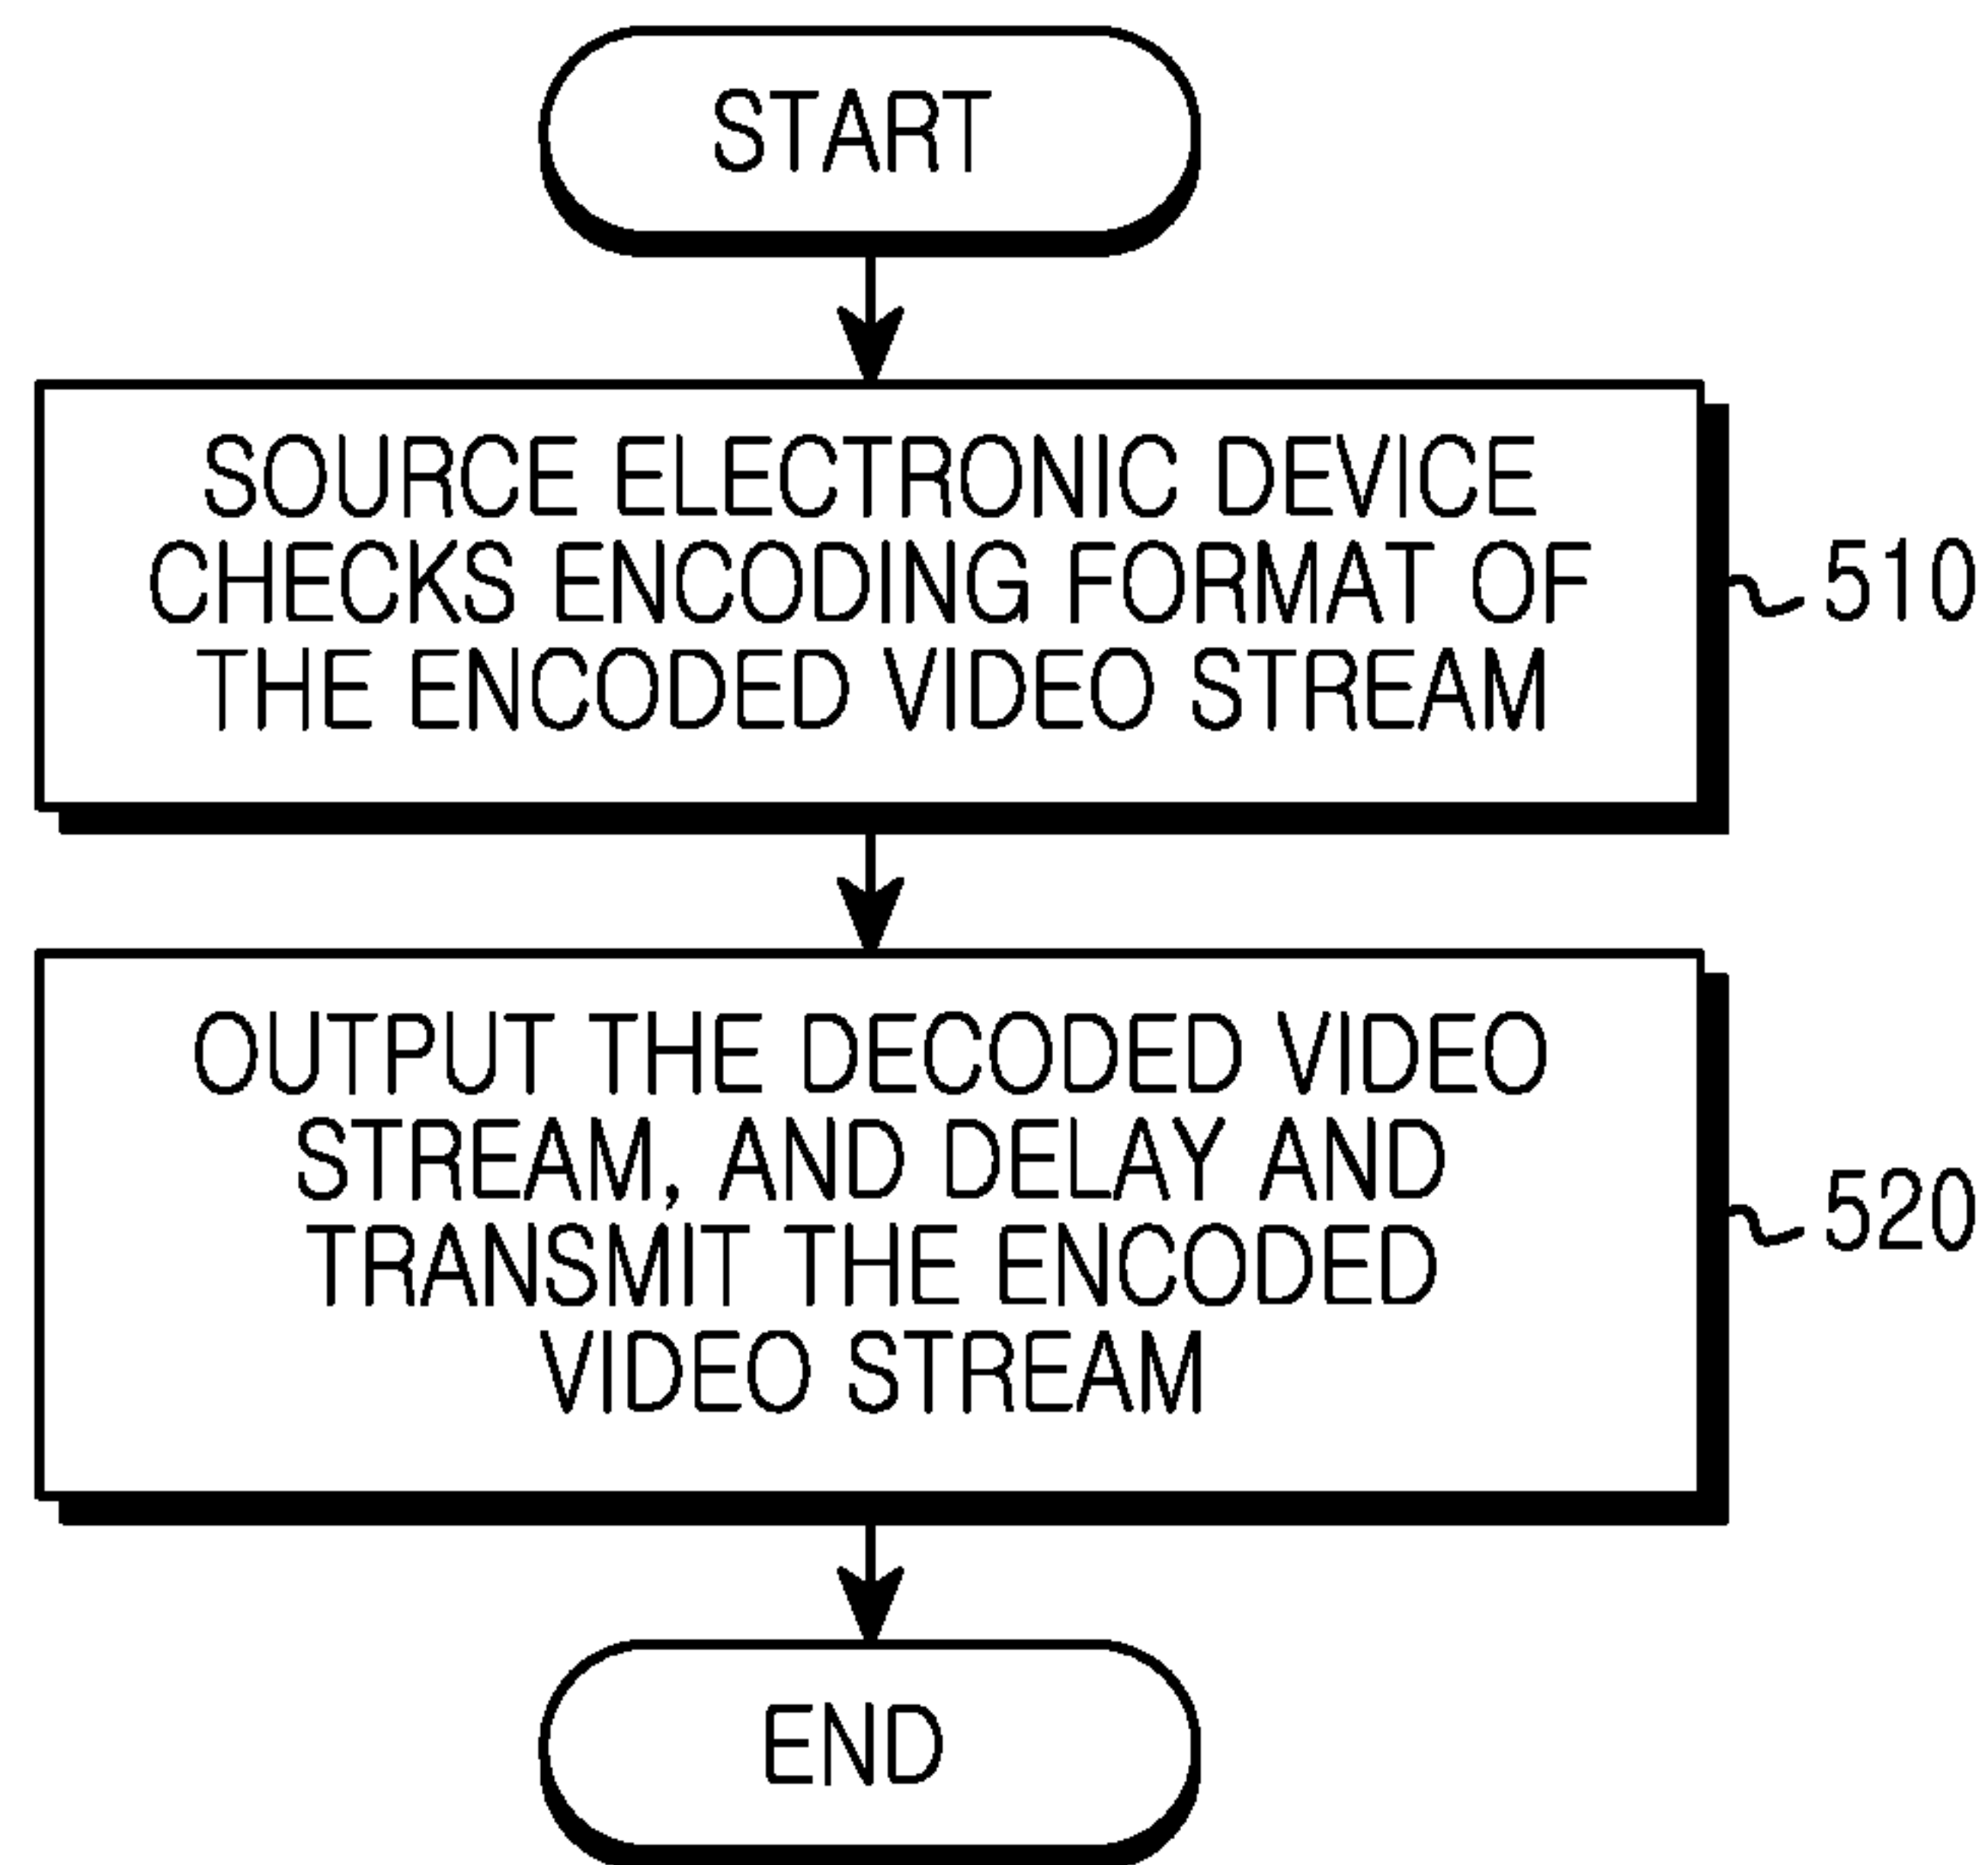 START
SOURCE ELECTRONIC DEVICE
CHECKS ENCODING FORMAT OF
THE ENCODED VIDEO STREAM
510
OUTPUT THE DECODED VIDEO
STREAM, AND DELAY AND
TRANSMIT THE ENCODED
VIDEO STREAM
520
END